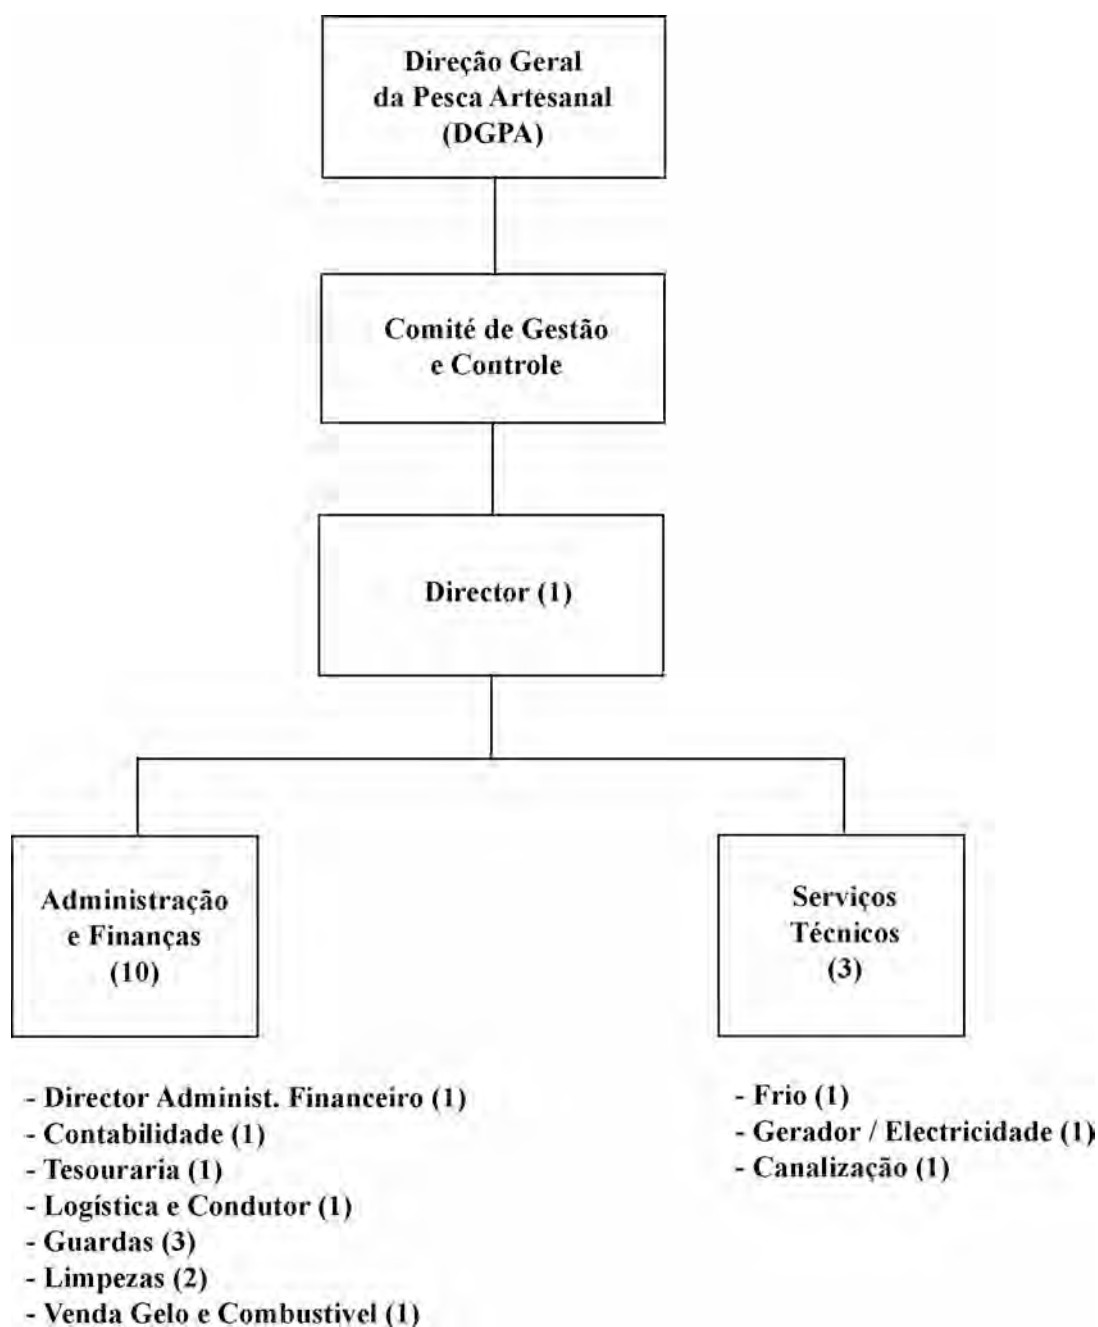 Direção Geral
da Pesca Artesanal
(DGPA)
Comité de Gestão
e Controle
Director (1)
Administração
e Finanças
(10)
Serviços
Técnicos
(3)
- Director Administ. Financeiro (1)
- Contabilidade (1)
- Tesouraria (1)
- Logística e Condutor (1)
- Guardas (3)
- Limpezas (2)
- Venda Gelo e Combustivel (1)
- Frio (1)
- Gerador / Electricidade (1)
- Canalização (1)